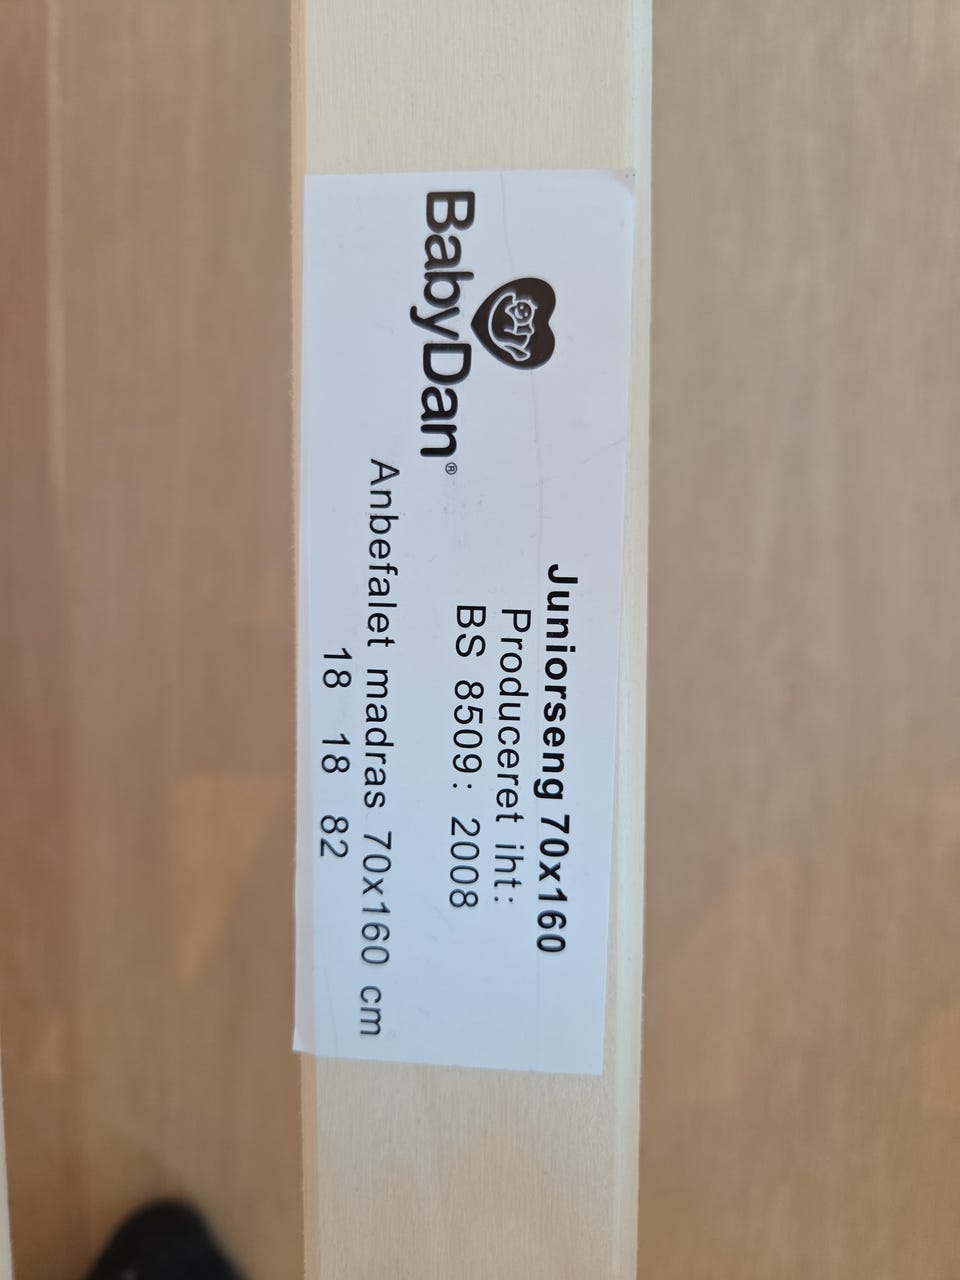 BabyDan®
Juniorseng 70x160
Produceret iht:
BS 8509: 2008
Anbefalet madras 70x160 cm
18 18 82